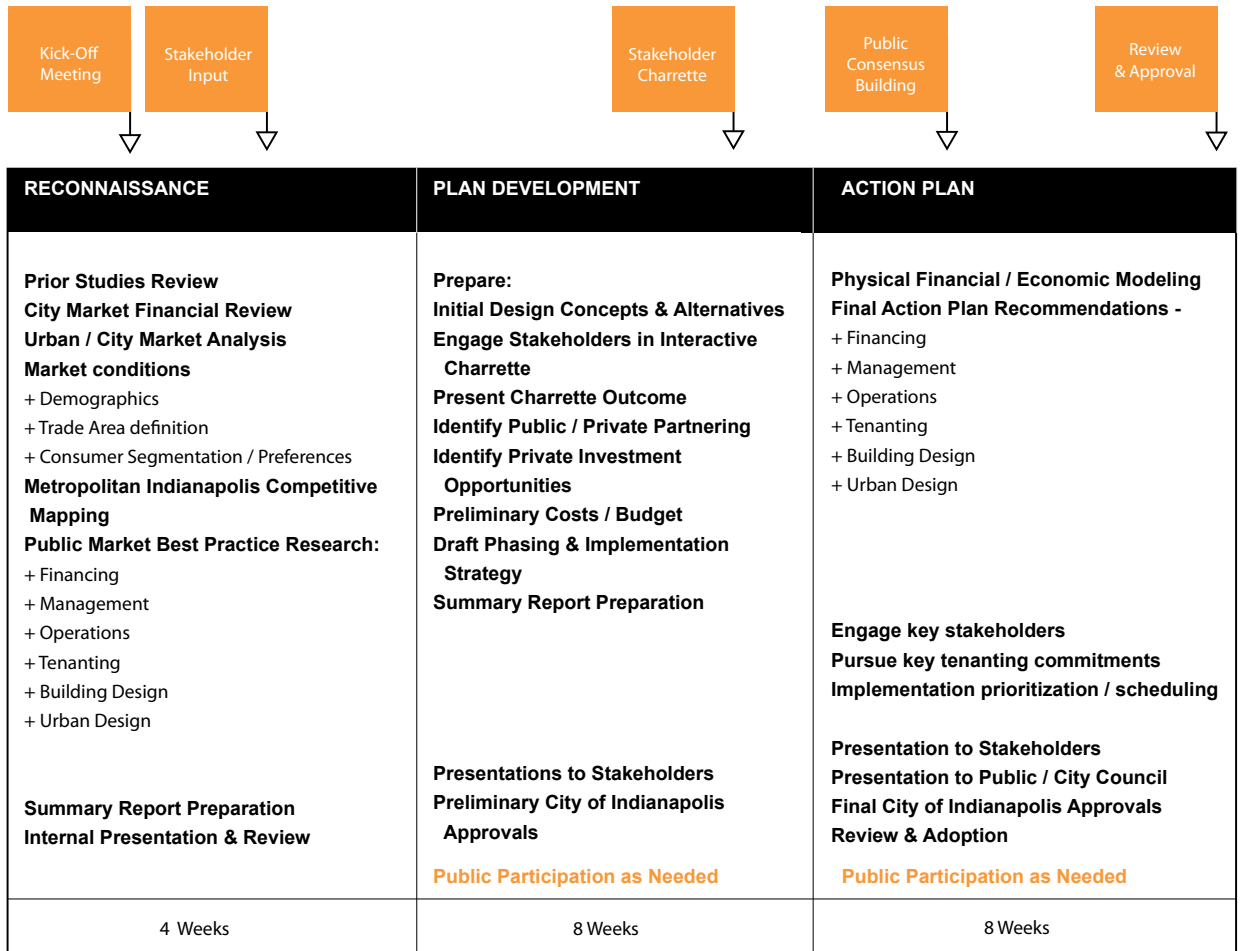 Kick-Off
Meeting
Stakeholder
Input
Stakeholder
Charrette
Public
Consensus
Building
Review
& Approval
RECONNAISSANCE
Prior Studies Review
City Market Financial Review
Urban / City Market Analysis
Market conditions
+ Demographics
+ Trade Area definition
+ Consumer Segmentation / Preferences
Metropolitan Indianapolis Competitive
Mapping
Public Market Best Practice Research:
+ Financing
+ Management
+ Operations
+ Tenanting
+ Building Design
+ Urban Design
Summary Report Preparation
Internal Presentation & Review
4 Weeks
PLAN DEVELOPMENT
Prepare:
Initial Design Concepts & Alternatives
Engage Stakeholders in Interactive
Charrette
Present Charrette Outcome
Identify Public / Private Partnering
Identify Private Investment
Opportunities
Preliminary Costs / Budget
Draft Phasing & Implementation
Strategy
Summary Report Preparation
Presentations to Stakeholders
Preliminary City of Indianapolis
Approvals
Public Participation as Needed
8 Weeks
ACTION PLAN
Physical Financial / Economic Modeling
Final Action Plan Recommendations -
+ Financing
+ Management
+ Operations
+ Tenanting
+ Building Design
+ Urban Design
Engage key stakeholders
Pursue key tenanting commitments
Implementation prioritization / scheduling
Presentation to Stakeholders
Presentation to Public / City Council
Final City of Indianapolis Approvals
Review & Adoption
Public Participation as Needed
8 Weeks